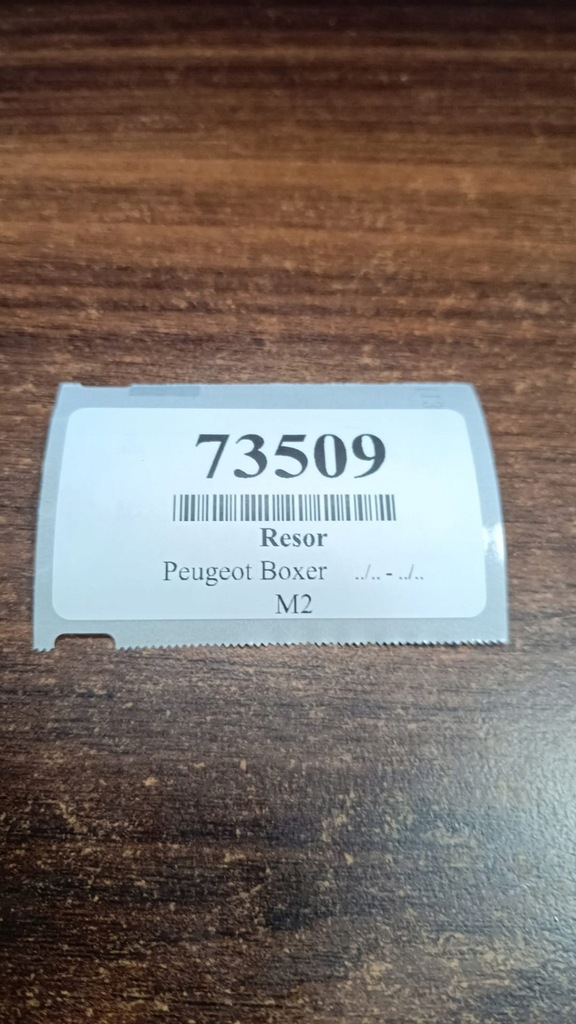 73509
Resor
Peugeot Boxer ../.. - ../..
M2